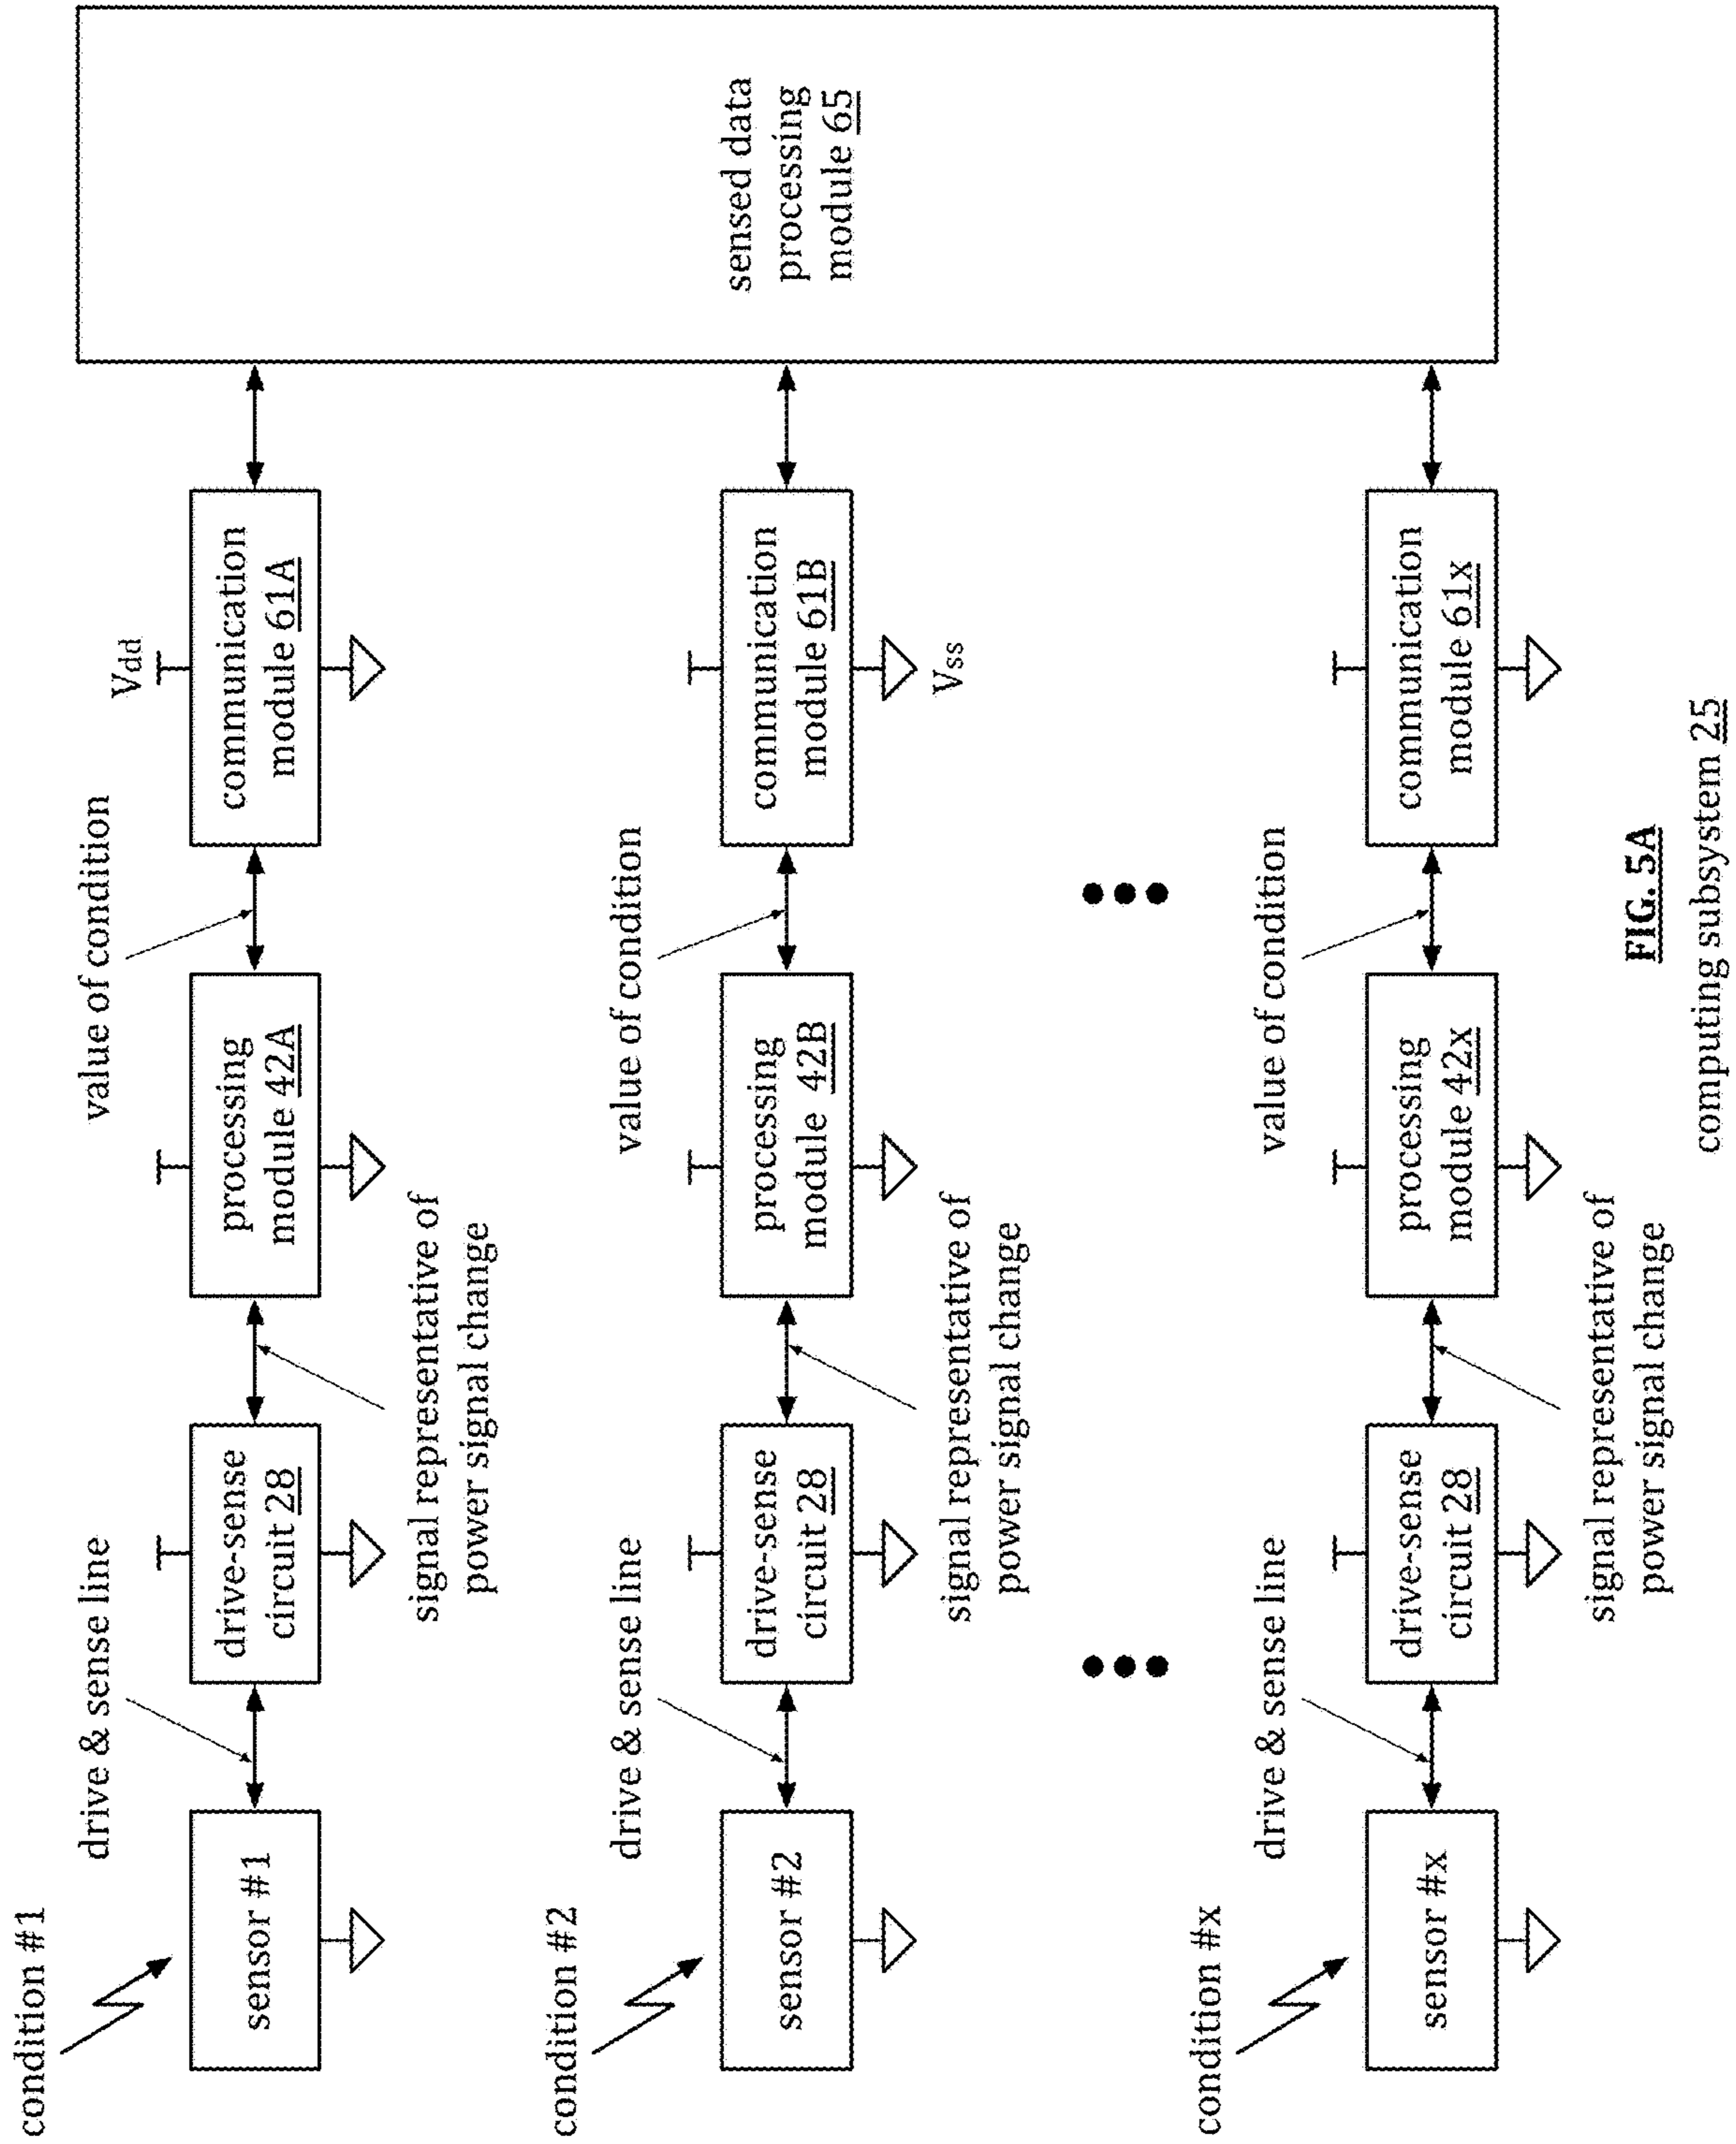 condition #1
drive & sense line
value of condition
Vdd
sensor #1
drive-sense
circuit 28
processing
module 42A
communication
module 61A
signal representative of
power signal change
sensed data
processing
module 65
condition #2
drive & sense line
value of condition
sensor #2
drive-sense
circuit 28
processing
module 42B
communication
module 61B
signal representative of
power signal change
Vss
condition #x
drive & sense line
value of condition
sensor #x
drive-sense
circuit 28
processing
module 42x
communication
module 61x
signal representative of
power signal change
FIG. 5A
computing subsystem 25